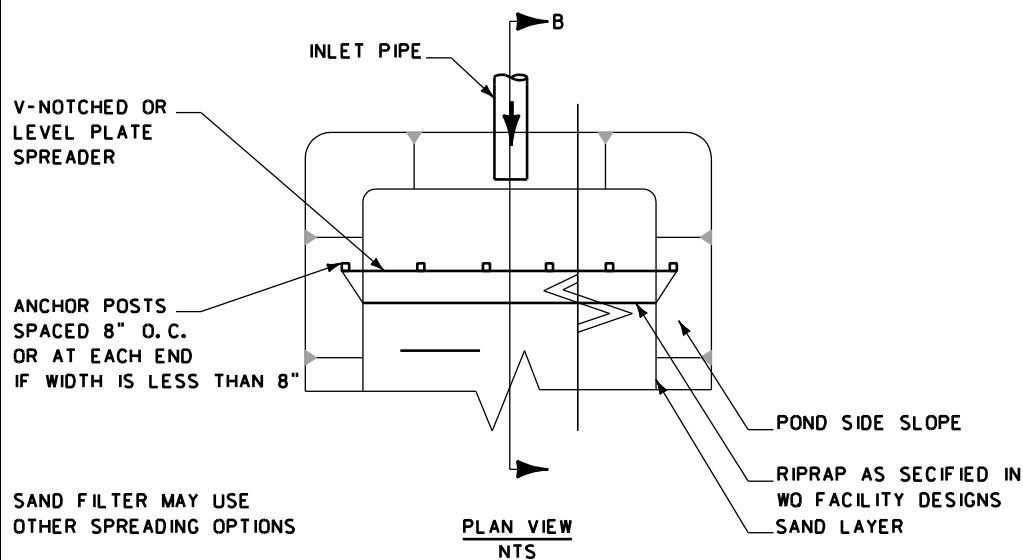 B
INLET PIPE
V-NOTCHED OR
LEVEL PLATE
SPREADER
ANCHOR POSTS
SPACED 8" O.C.
OR AT EACH END
IF WIDTH IS LESS THAN 8"
POND SIDE SLOPE
RIPRAP AS SECIFIED IN
WO FACILITY DESIGNS
SAND LAYER
SAND FILTER MAY USE
OTHER SPREADING OPTIONS
PLAN VIEW
NTS